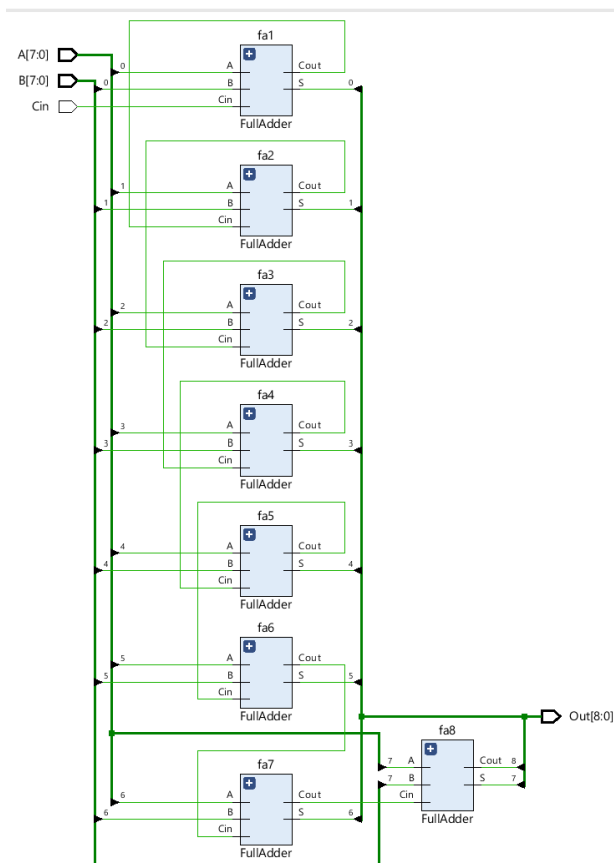 fa1
A[7:0]
0 A Cout
B[7:0]
0 B S 0
Cin Cin
FullAdder
fa2
1 A Cout
1 B S 1
Cin
FullAdder
fa3
2 A Cout
2 B S 2
Cin
FullAdder
fa4
3 A Cout
3 B S 3
Cin
FullAdder
fa5
4 A Cout
4 B S 4
Cin
FullAdder
fa6
5 A Cout
5 B S 5
Cin
FullAdder
Out[8:0]
fa8
7 A Cout 8
7 B S 7
Cin
FullAdder
fa7
6 A Cout
6 B S 6
Cin
FullAdder